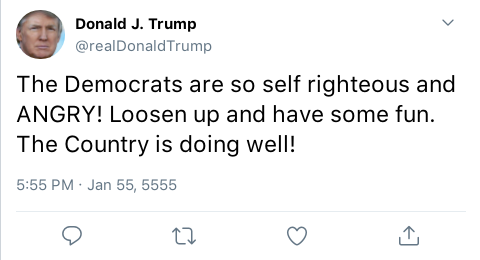 Donald J. Trump
@realDonaldTrump
The Democrats are so self righteous and
ANGRY! Loosen up and have some fun.
The Country is doing well!
5:55 PM · Jan 55, 5555